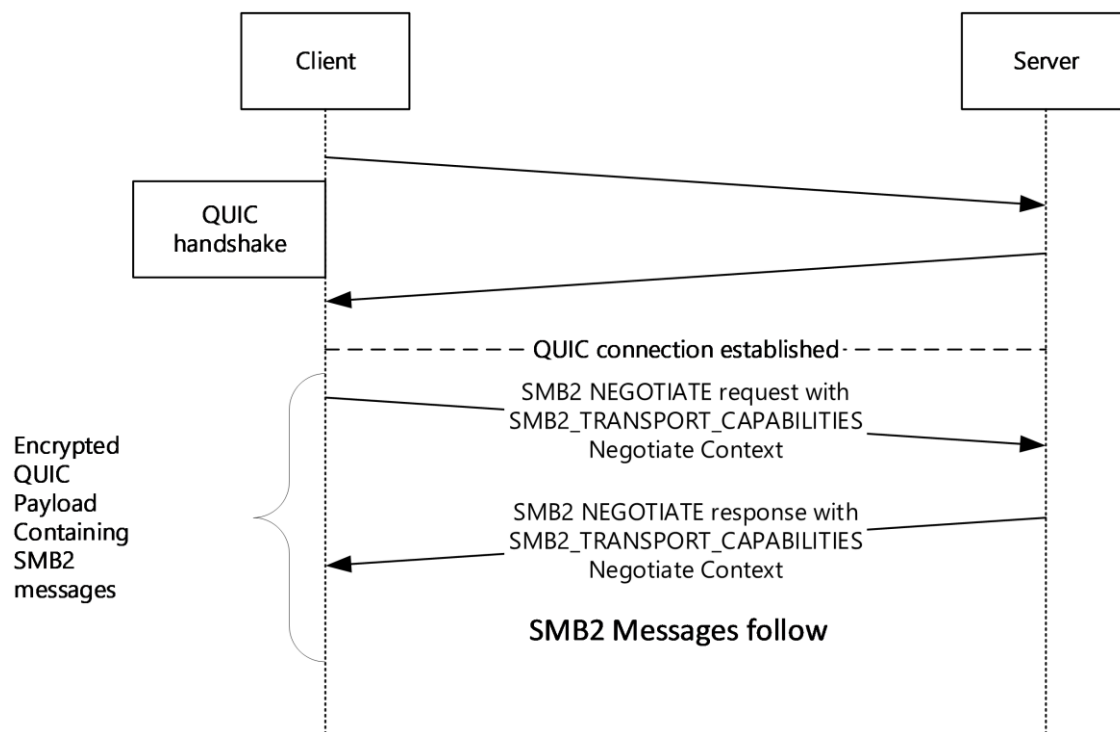 Client
Server
QUIC
handshake
QUIC connection established
SMB2 NEGOTIATE request with
SMB2_TRANSPORT_CAPABILITIES
Negotiate Context
Encrypted
QUIC
Payload
Containing
SMB2
messages
SMB2 NEGOTIATE response with
SMB2_TRANSPORT_CAPABILITIES
Negotiate Context
SMB2 Messages follow